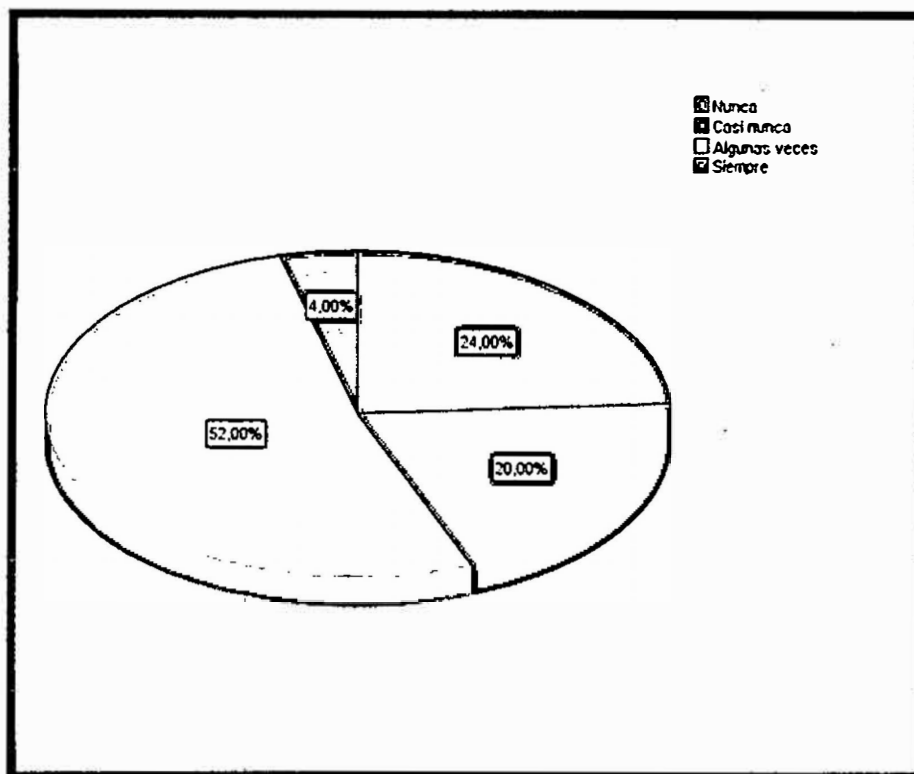 Nunca
Casi nunca
Algunas veces
Siempre
4,00%
24,00%
52,00%
20,00%